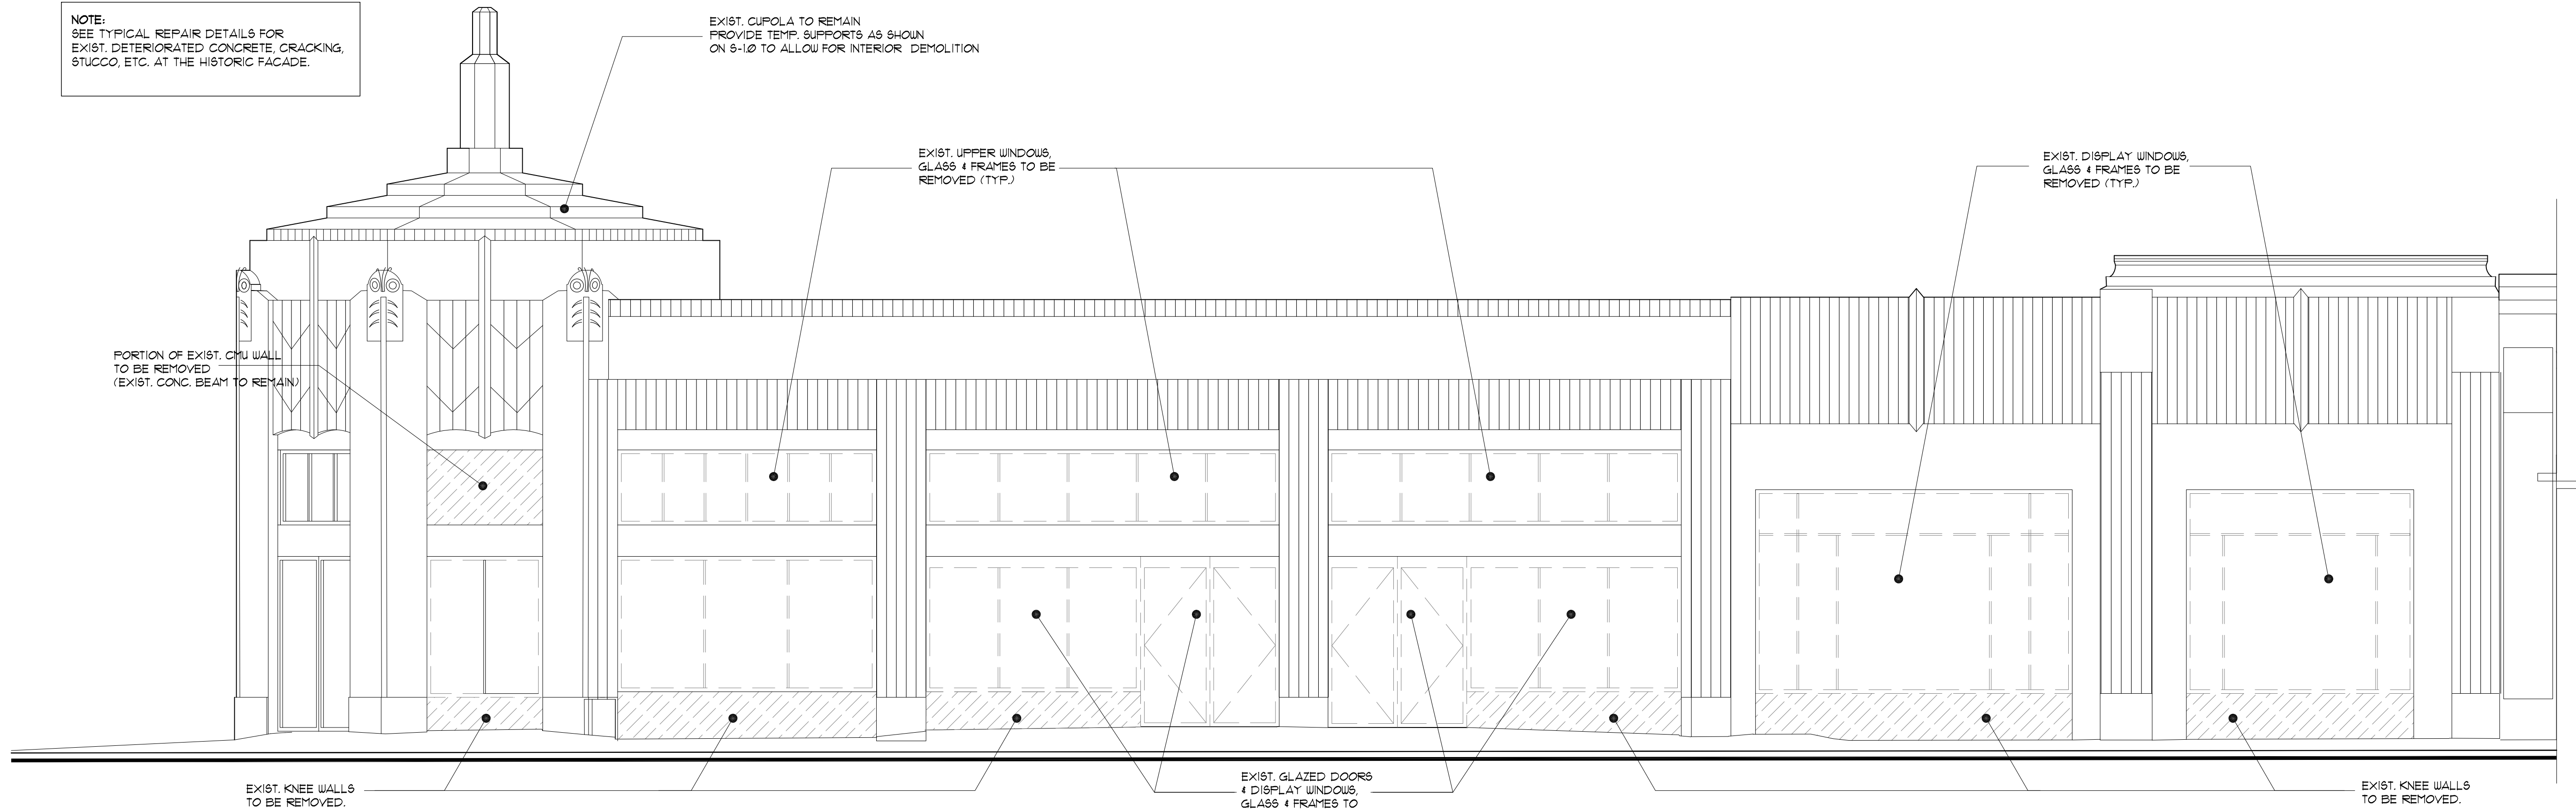 NOTE:
SEE TYPICAL REPAIR DETAILS FOR
EXIST. DETERIORATED CONCRETE, CRACKING,
STUCCO, ETC. AT THE HISTORIC FACADE.
EXIST. CUPOLA TO REMAIN
PROVIDE TEMP. SUPPORTS AS SHOWN
ON S-1.0 TO ALLOW FOR INTERIOR DEMOLITION
EXIST. UPPER WINDOWS,
GLASS & FRAMES TO BE
REMOVED (TYP.)
EXIST. DISPLAY WINDOWS,
GLASS & FRAMES TO BE
REMOVED (TYP.)
PORTION OF EXIST. CMU WALL
TO BE REMOVED
(EXIST. CONC. BEAM TO REMAIN)
EXIST. KNEE WALLS
TO BE REMOVED.
EXIST. GLAZED DOORS
& DISPLAY WINDOWS,
GLASS & FRAMES TO
EXIST. KNEE WALLS
TO BE REMOVED.